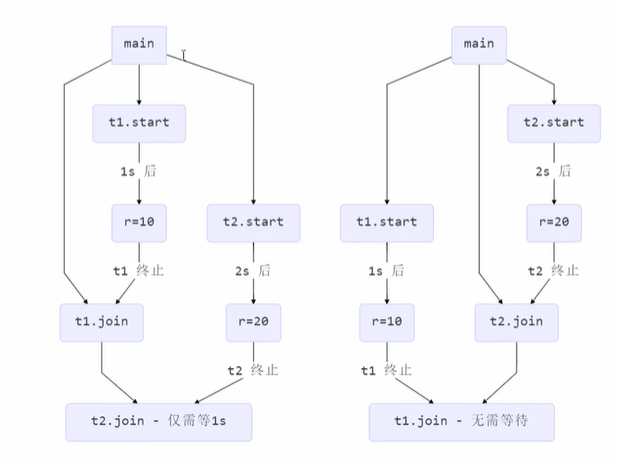 main
t1.start
1s 后
r=10
t2.start
t1 终止
2s 后
t1.join
r=20
t2 终止
t2.join - 仅需等1s
main
t2.start
2s 后
t1.start
r=20
1s 后
t2 终止
r=10
t2.join
t1 终止
t1.join - 无需等待